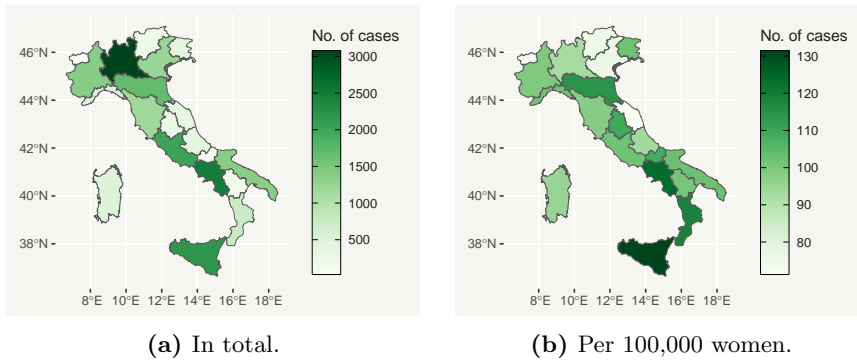 No. of cases
3000
2500
2000
1500
1000
500
46°N
44°N
42°N
40°N
38°N
8°E 10°E 12°E 14°E 16°E 18°E
(a) In total.
No. of cases
130
120
110
100
90
80
46°N
44°N
42°N
40°N
38°N
8°E 10°E 12°E 14°E 16°E 18°E
(b) Per 100,000 women.